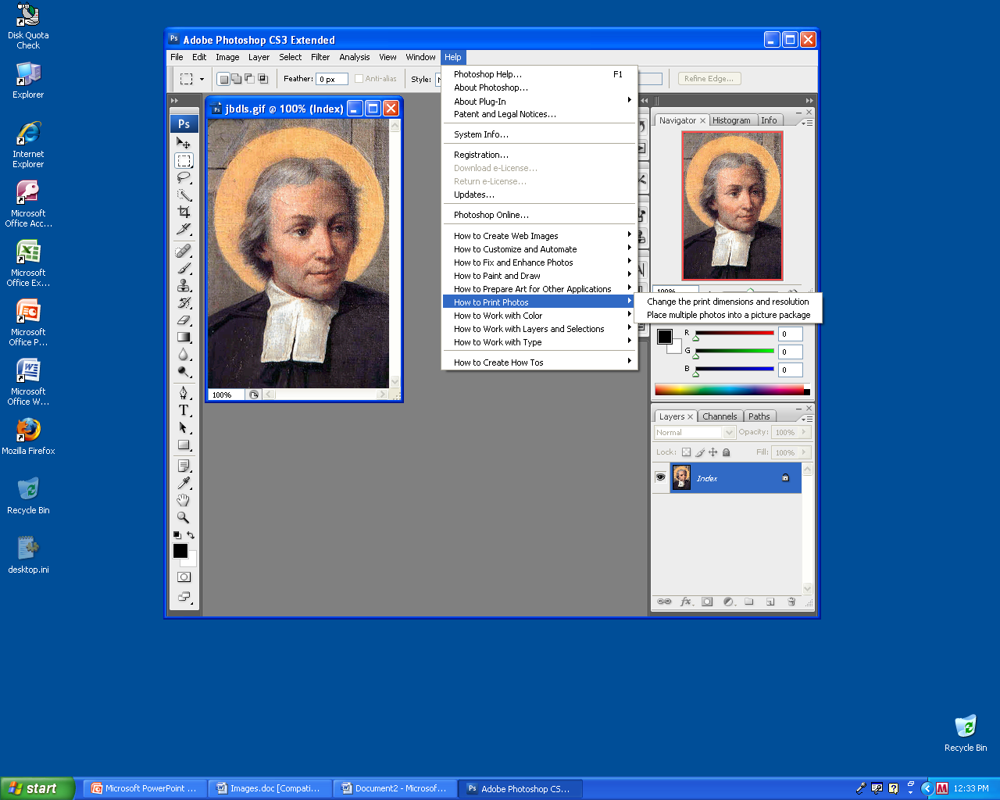 Disk Quota
Check
Explorer
Internet
Explorer
Microsoft
Office Acc...
Microsoft
Office Ex...
Microsoft
Office P...
Microsoft
Office W...
Mozilla Firefox
Recycle Bin
desktop.ini
Ps Adobe Photoshop CS3 Extended
File Edit Image Layer Select Filter Analysis View Window Help
Feather: 0 px Anti-alias Style: Refine Edge...
jbdls.gif @ 100% (Index)
Ps
T
100%
Photoshop Help... F1
About Photoshop...
About Plug-In
Patent and Legal Notices...
System Info...
Registration...
Download e-License...
Return e-License...
Updates...
Photoshop Online...
How to Create Web Images
How to Customize and Automate
How to Fix and Enhance Photos
How to Paint and Draw
How to Prepare Art for Other Applications
How to Print Photos
How to Work with Color
How to Work with Layers and Selections
How to Work with Type
How to Create How Tos
Change the print dimensions and resolution
Place multiple photos into a picture package
Navigator Histogram Info
100%
R 0
G 0
B 0
Layers Channels Paths
Normal Opacity: 100%
Lock: Fill: 100%
Index
fx
Recycle Bin
start
Microsoft PowerPoint ...
Images.doc [Compati...
Document2 - Microsof...
Ps Adobe Photoshop CS...
12:33 PM